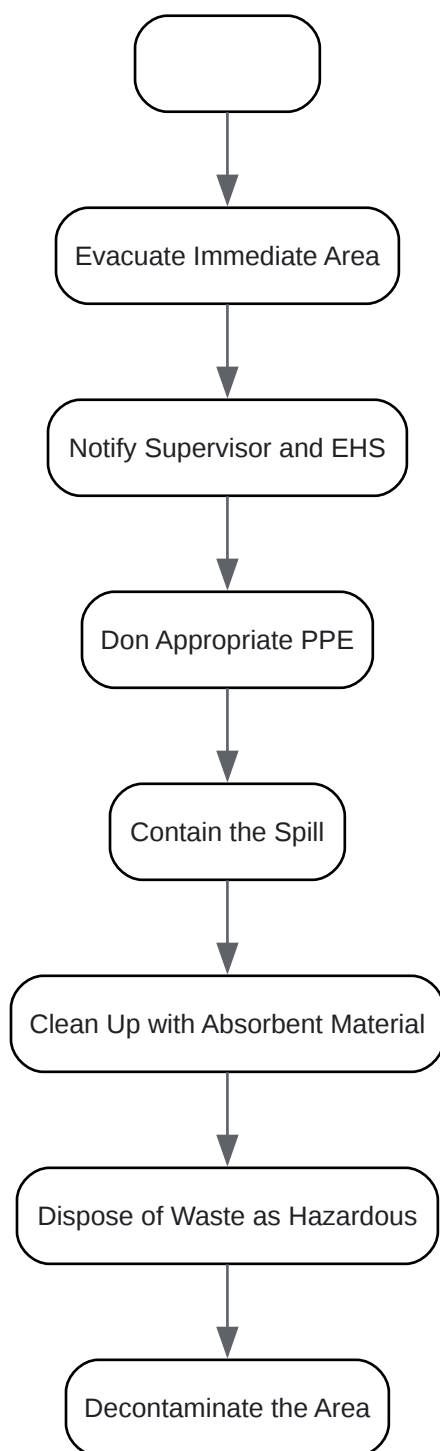 Evacuate Immediate Area
Notify Supervisor and EHS
Don Appropriate PPE
Contain the Spill
Clean Up with Absorbent Material
Dispose of Waste as Hazardous
Decontaminate the Area